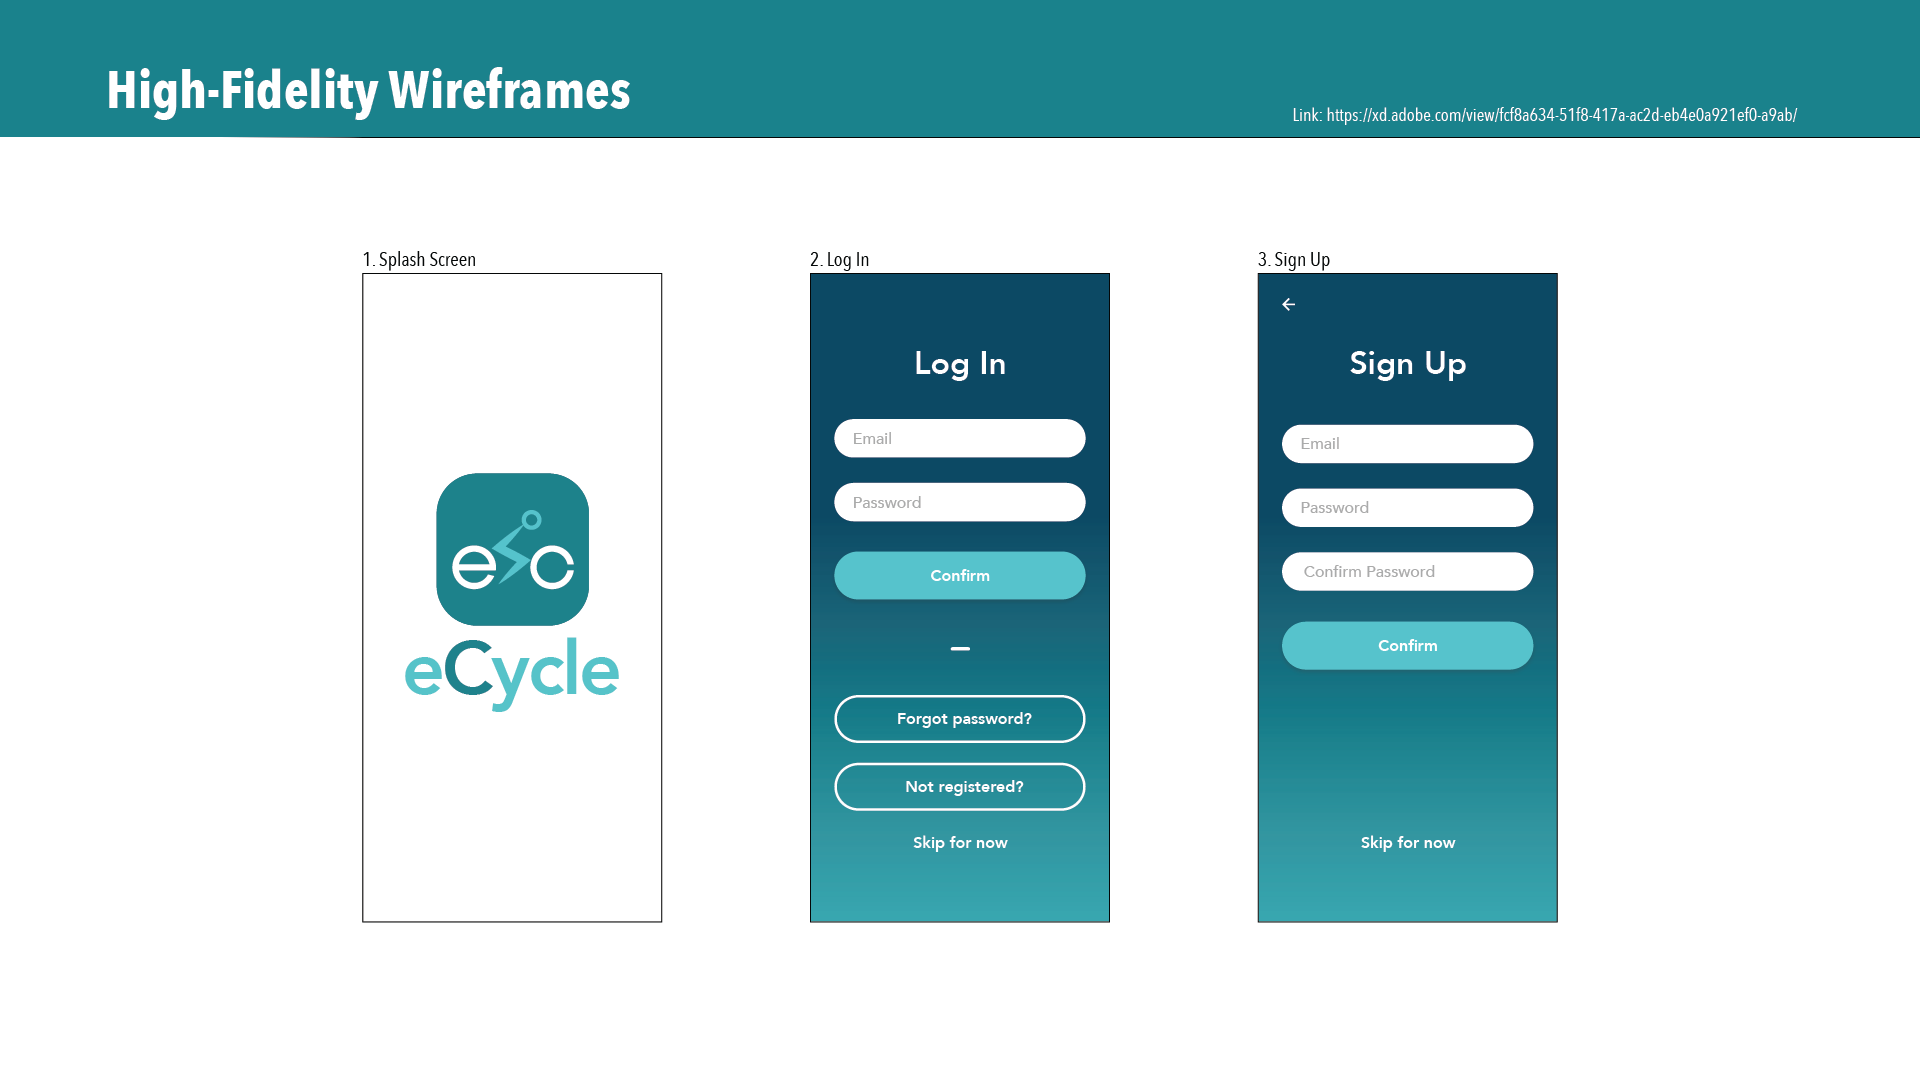 High-Fidelity Wireframes
Link: https://xd.adobe.com/view/fcf8a634-51f8-417a-ac2d-eb4e0a921ef0-a9ab/
1. Splash Screen
ec
eCycle
2. Log In
Log In
Email
Password
Confirm
Forgot password?
Not registered?
Skip for now
3. Sign Up
Sign Up
Email
Password
Confirm Password
Confirm
Skip for now